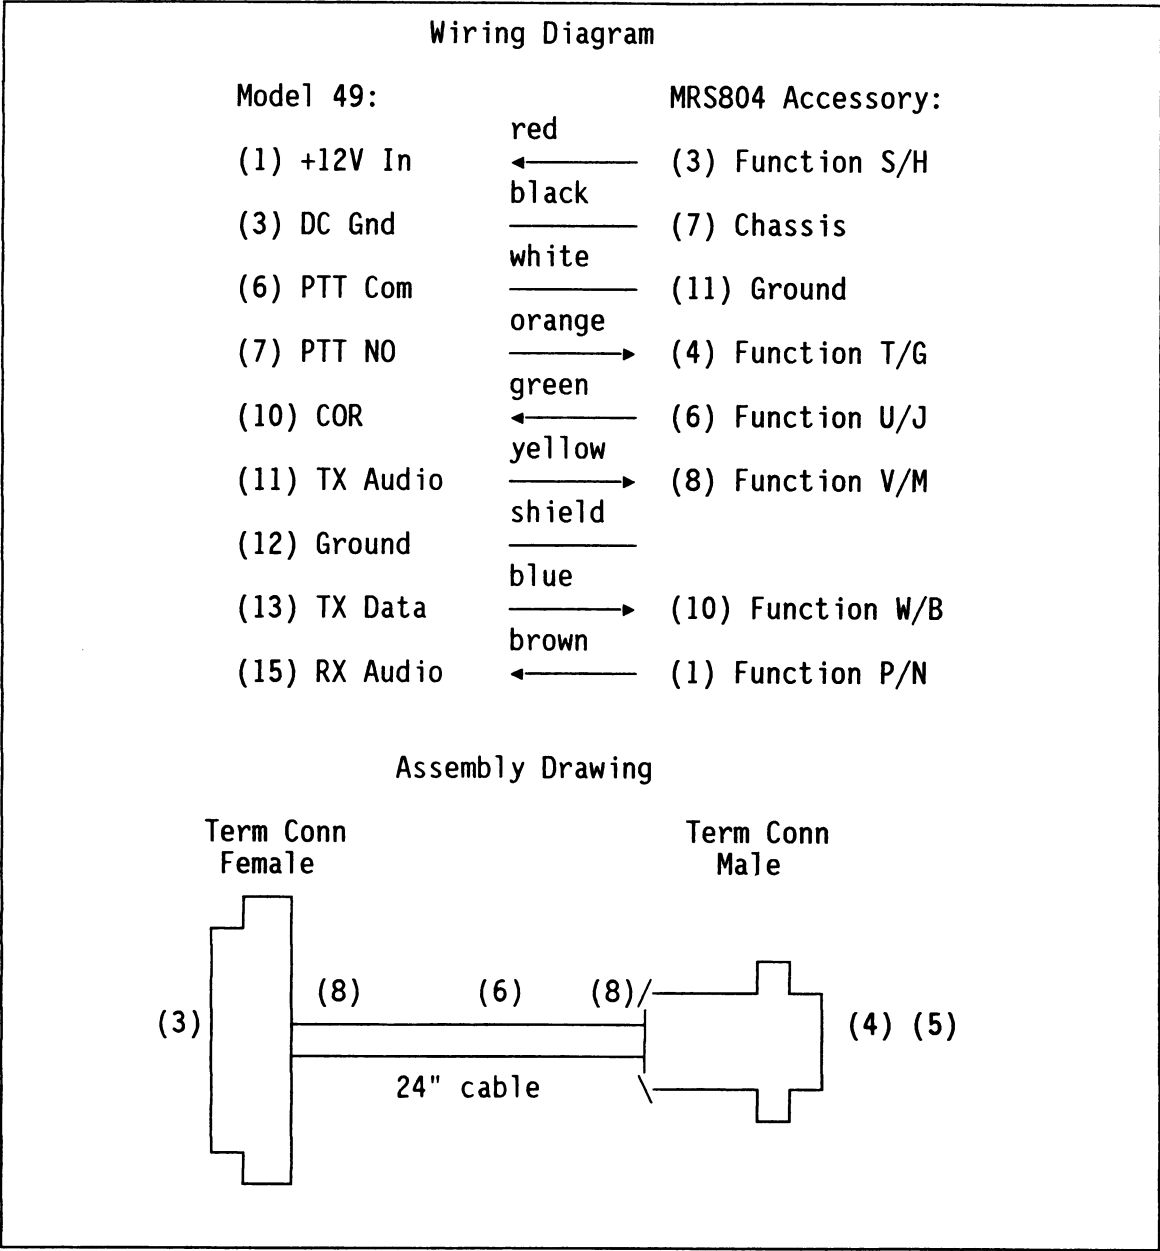 Wiring Diagram
Model 49: MRS804 Accessory:
red
(1) +12V In (3) Function S/H
black
(3) DC Gnd (7) Chassis
white
(6) PTT Com (11) Ground
orange
(7) PTT NO (4) Function T/G
green
(10) COR (6) Function U/J
yellow
(11) TX Audio (8) Function V/M
shield
(12) Ground
blue
(13) TX Data (10) Function W/B
brown
(15) RX Audio (1) Function P/N
Assembly Drawing
Term Conn Term Conn
Female Male
(8) (6) (8)
(3) (4) (5)
24" cable